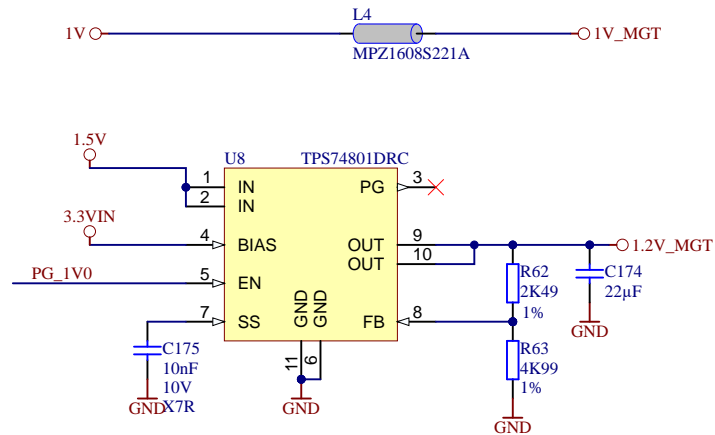 L4
1V
1V_MGT
MPZ1608S221A
1.5V
U8 TPS74801DRC
1 IN
2 IN
PG 3
3.3VIN
4 BIAS
OUT 9
OUT 10
1.2V_MGT
PG_1V0
5 EN
R62
2K49
1%
C174
22µF
GND
7 SS
GND
GND
FB 8
11
6
C175
10nF
10V
X7R
GND
GND
R63
4K99
1%
GND